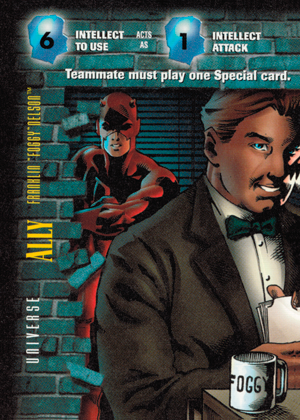 6 INTELLECT TO USE ACTS AS 1 INTELLECT ATTACK
Teammate must play one Special card.
UNIVERSE
ALLY FRANKLIN "FOGGY" NELSON™
FOGGY